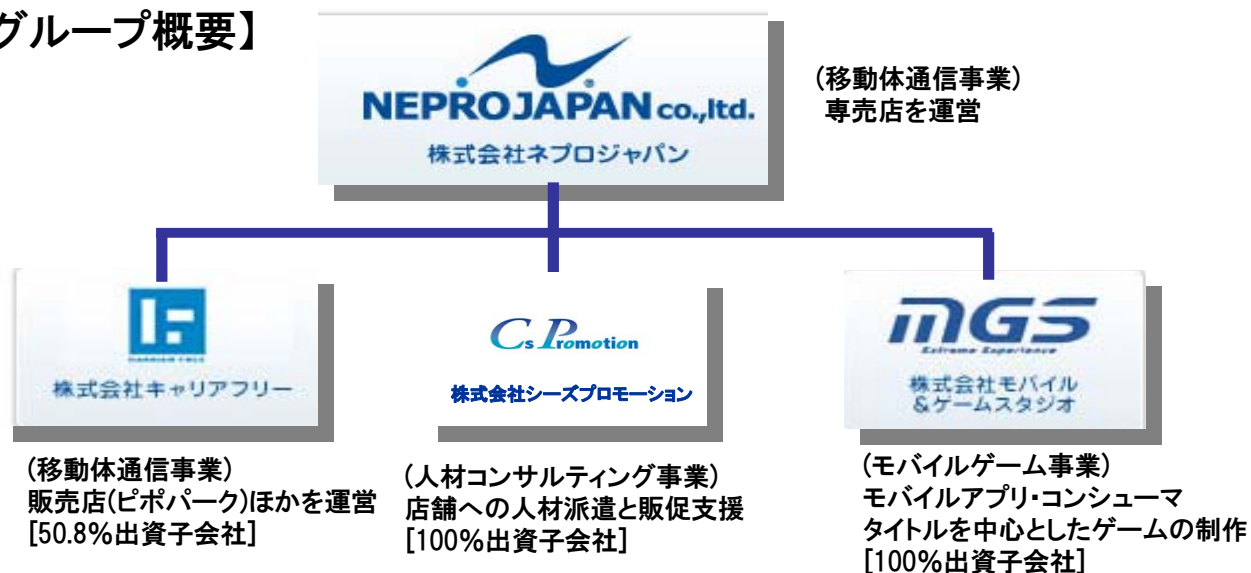 グループ概要】
NEPROJAPAN co.,ltd.
株式会社ネプロジャパン
(移動体通信事業)
専売店を運営
株式会社キャリアフリー
(移動体通信事業)
販売店(ピポパーク)ほかを運営
[50.8%出資子会社]
Cs Promotion
株式会社シーズプロモーション
(人材コンサルティング事業)
店舗への人材派遣と販促支援
[100%出資子会社]
MGS
Extreme Experience
株式会社モバイル
&ゲームスタジオ
(モバイルゲーム事業)
モバイルアプリ・コンシューマ
タイトルを中心としたゲームの制作
[100%出資子会社]